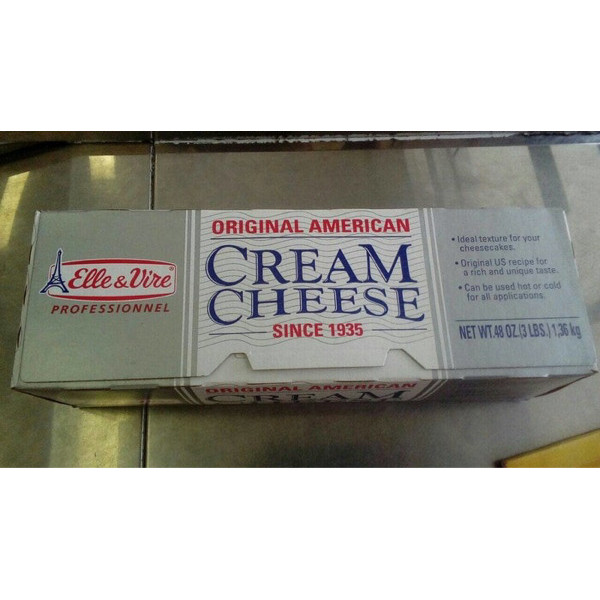 Elle & Vire®
PROFESSIONNEL
ORIGINAL AMERICAN
CREAM
CHEESE
SINCE 1935
• Ideal texture for your
cheesecakes.
• Original US recipe for
a rich and unique taste.
• Can be used hot or cold
for all applications.
NET WT.48 OZ.(3 LBS.) 1,36 kg
ORIGINAL AMERICAN
CREAM